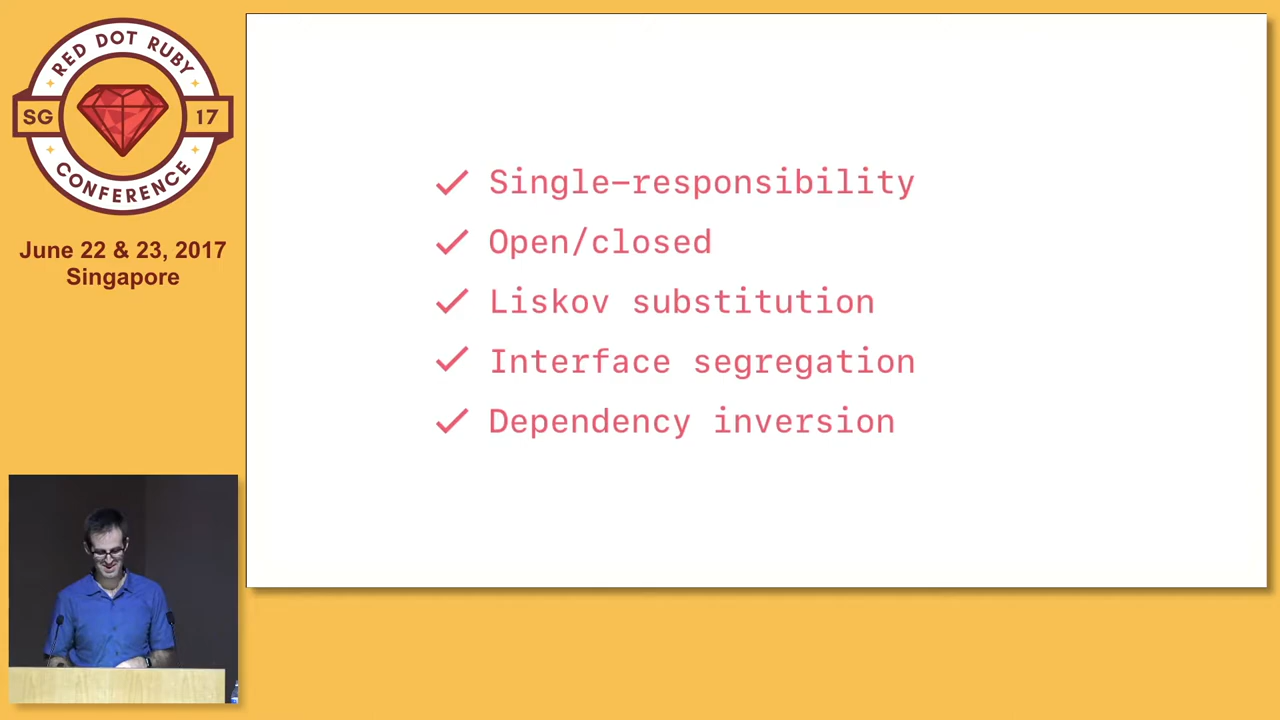 RED DOT RUBY
SG 17
CONFERENCE
June 22 & 23, 2017
Singapore
Single-responsibility
Open/closed
Liskov substitution
Interface segregation
Dependency inversion